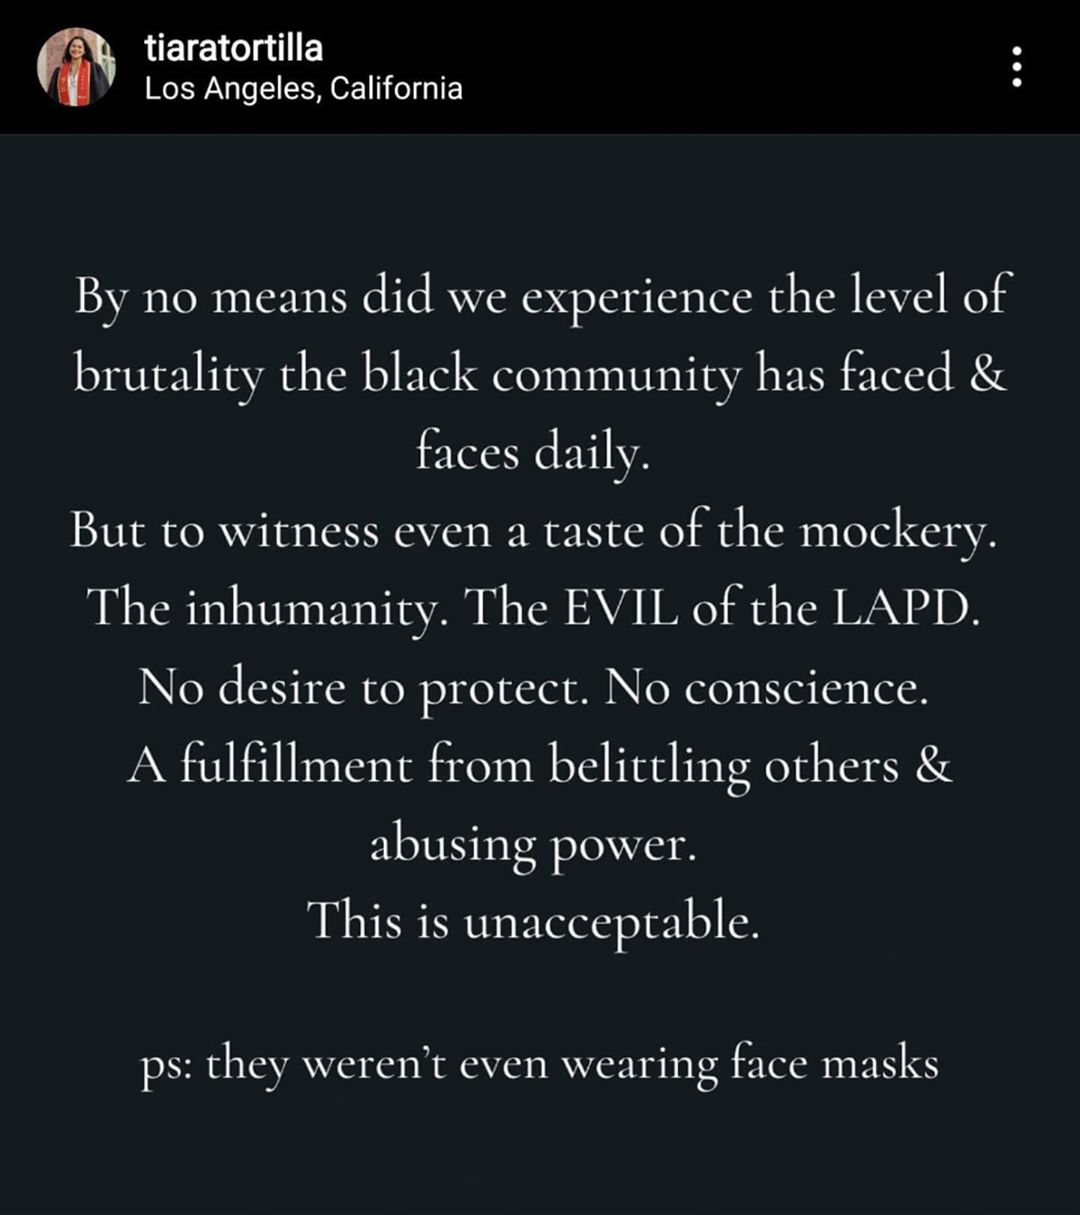 tiaratortilla
Los Angeles, California
By no means did we experience the level of
brutality the black community has faced &
faces daily.
But to witness even a taste of the mockery.
The inhumanity. The EVIL of the LAPD.
No desire to protect. No conscience.
A fulfillment from belittling others &
abusing power.
This is unacceptable.
ps: they weren’t even wearing face masks